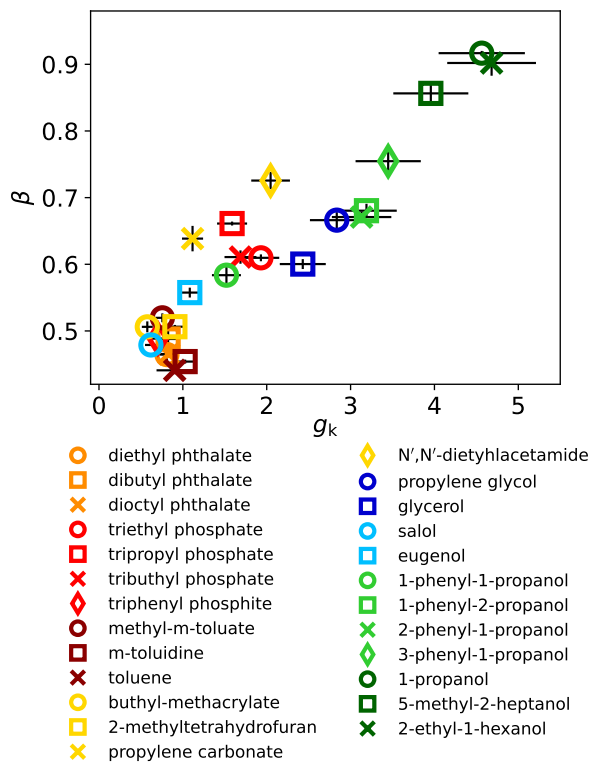 0.9
0.8
0.7
0.6
0.5
β
0 1 2 3 4 5
gk
diethyl phthalate
dibutyl phthalate
dioctyl phthalate
triethyl phosphate
tripropyl phosphate
tributhyl phosphate
triphenyl phosphite
methyl-m-toluate
m-toluidine
toluene
buthyl-methacrylate
2-methyltetrahydrofuran
propylene carbonate
N′,N′-dietyhlacetamide
propylene glycol
glycerol
salol
eugenol
1-phenyl-1-propanol
1-phenyl-2-propanol
2-phenyl-1-propanol
3-phenyl-1-propanol
1-propanol
5-methyl-2-heptanol
2-ethyl-1-hexanol